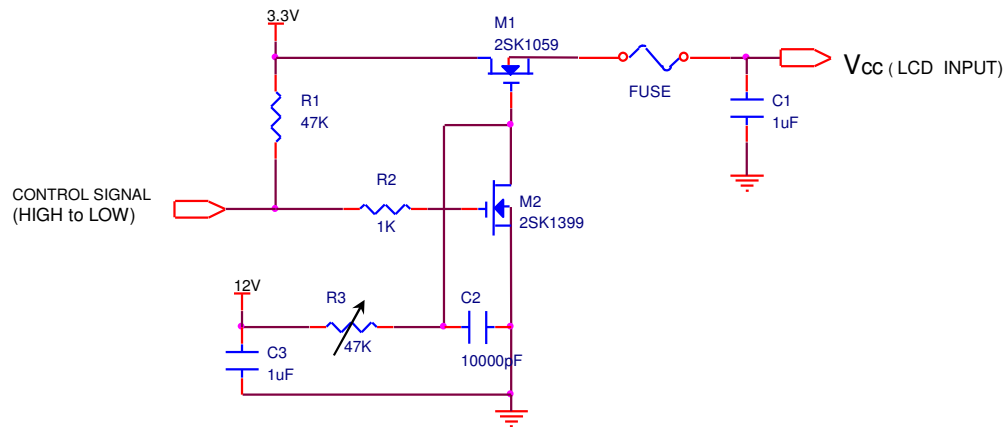 3.3V
M1
2SK1059
R1
47K
FUSE
Vcc ( LCD INPUT)
C1
1uF
CONTROL SIGNAL
(HIGH to LOW)
R2
1K
M2
2SK1399
12V
R3
47K
C2
10000pF
C3
1uF